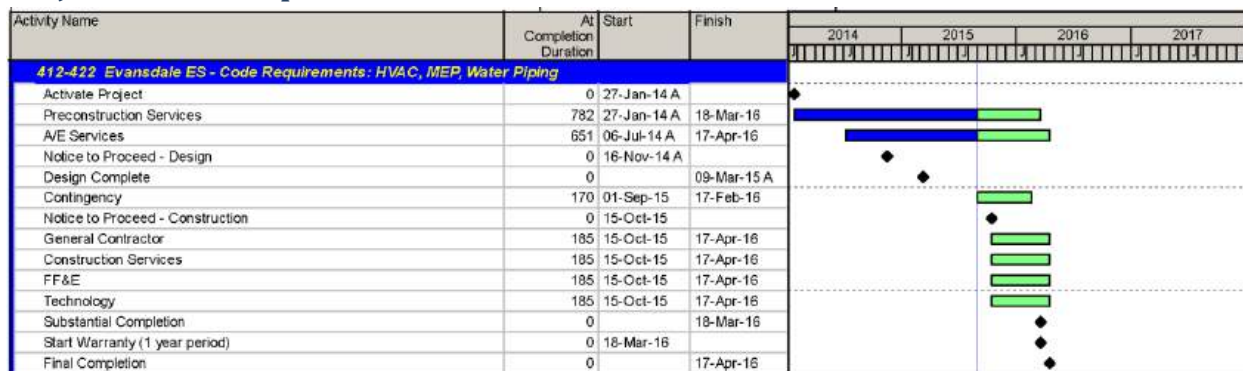 Activity Name At Completion Duration Start Finish
2014 2015 2016 2017
J J J J J J J J
412-422 Evansdale ES - Code Requirements: HVAC, MEP, Water Piping
Activate Project 0 27-Jan-14 A
Preconstruction Services 782 27-Jan-14 A 18-Mar-16
A/E Services 651 06-Jul-14 A 17-Apr-16
Notice to Proceed - Design 0 16-Nov-14 A
Design Complete 0 09-Mar-15 A
Contingency 170 01-Sep-15 17-Feb-16
Notice to Proceed - Construction 0 15-Oct-15
General Contractor 185 15-Oct-15 17-Apr-16
Construction Services 185 15-Oct-15 17-Apr-16
FF&E 185 15-Oct-15 17-Apr-16
Technology 185 15-Oct-15 17-Apr-16
Substantial Completion 0 18-Mar-16
Start Warranty (1 year period) 0 18-Mar-16
Final Completion 0 17-Apr-16